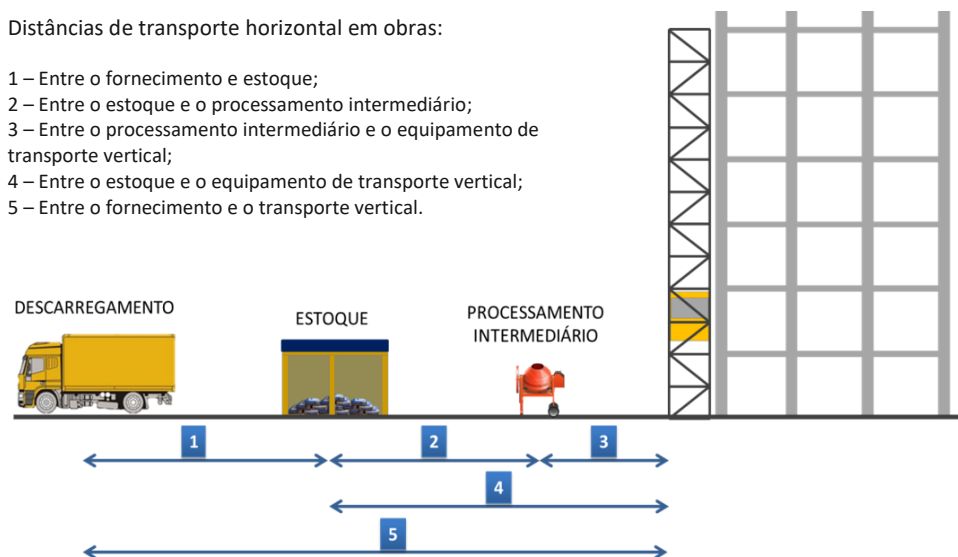 Distâncias de transporte horizontal em obras:
1 – Entre o fornecimento e estoque;
2 – Entre o estoque e o processamento intermediário;
3 – Entre o processamento intermediário e o equipamento de
transporte vertical;
4 – Entre o estoque e o equipamento de transporte vertical;
5 – Entre o fornecimento e o transporte vertical.
DESCARREGAMENTO
ESTOQUE
PROCESSAMENTO
INTERMEDIÁRIO
1
2
3
4
5